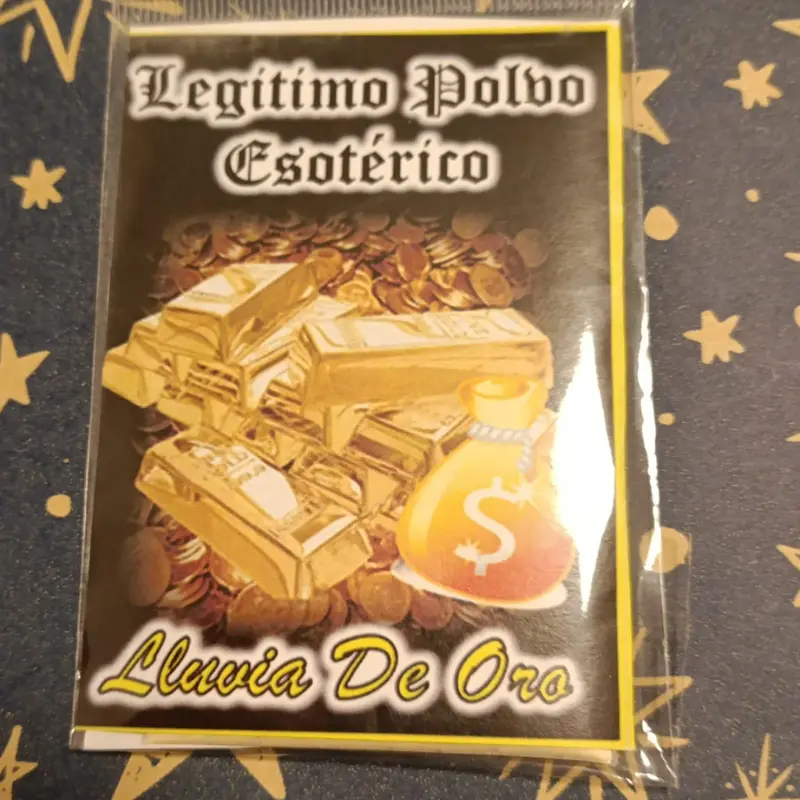 Legitimo Polvo
Esotérico
$
Lluvia De Oro